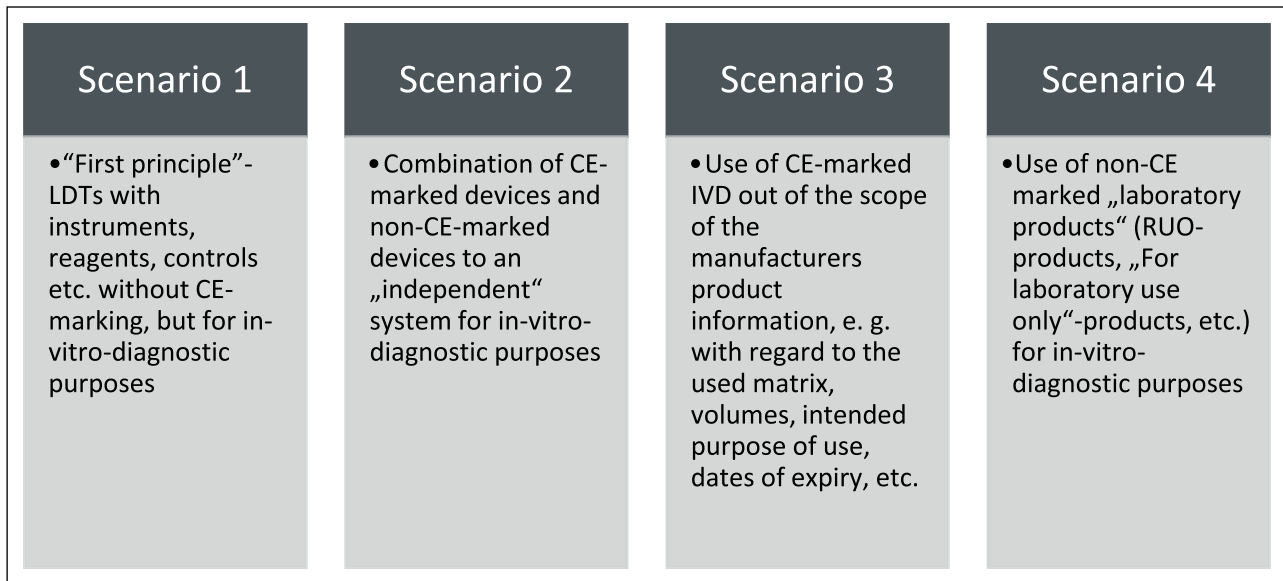 Scenario 1
•“First principle”-
LDTs with
instruments,
reagents, controls
etc. without CE-
marking, but for in-
vitro-diagnostic
purposes
Scenario 2
•Combination of CE-
marked devices and
non-CE-marked
devices to an
„independent“
system for in-vitro-
diagnostic purposes
Scenario 3
•Use of CE-marked
IVD out of the scope
of the
manufacturers
product
information, e. g.
with regard to the
used matrix,
volumes, intended
purpose of use,
dates of expiry, etc.
Scenario 4
•Use of non-CE
marked „laboratory
products“ (RUO-
products, „For
laboratory use
only“-products, etc.)
for in-vitro-
diagnostic purposes